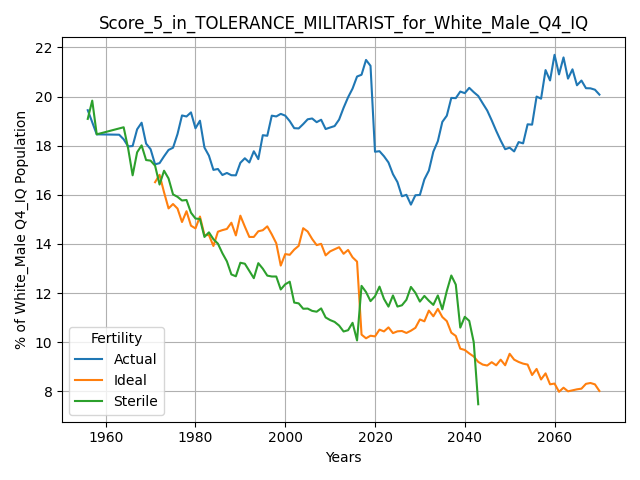 Score_5_in_TOLERANCE_MILITARIST_for_White_Male_Q4_IQ
% of White_Male Q4_IQ Population
22
20
18
16
14
12
10
8
Fertility
Actual
Ideal
Sterile
1960 1980 2000 2020 2040 2060
Years